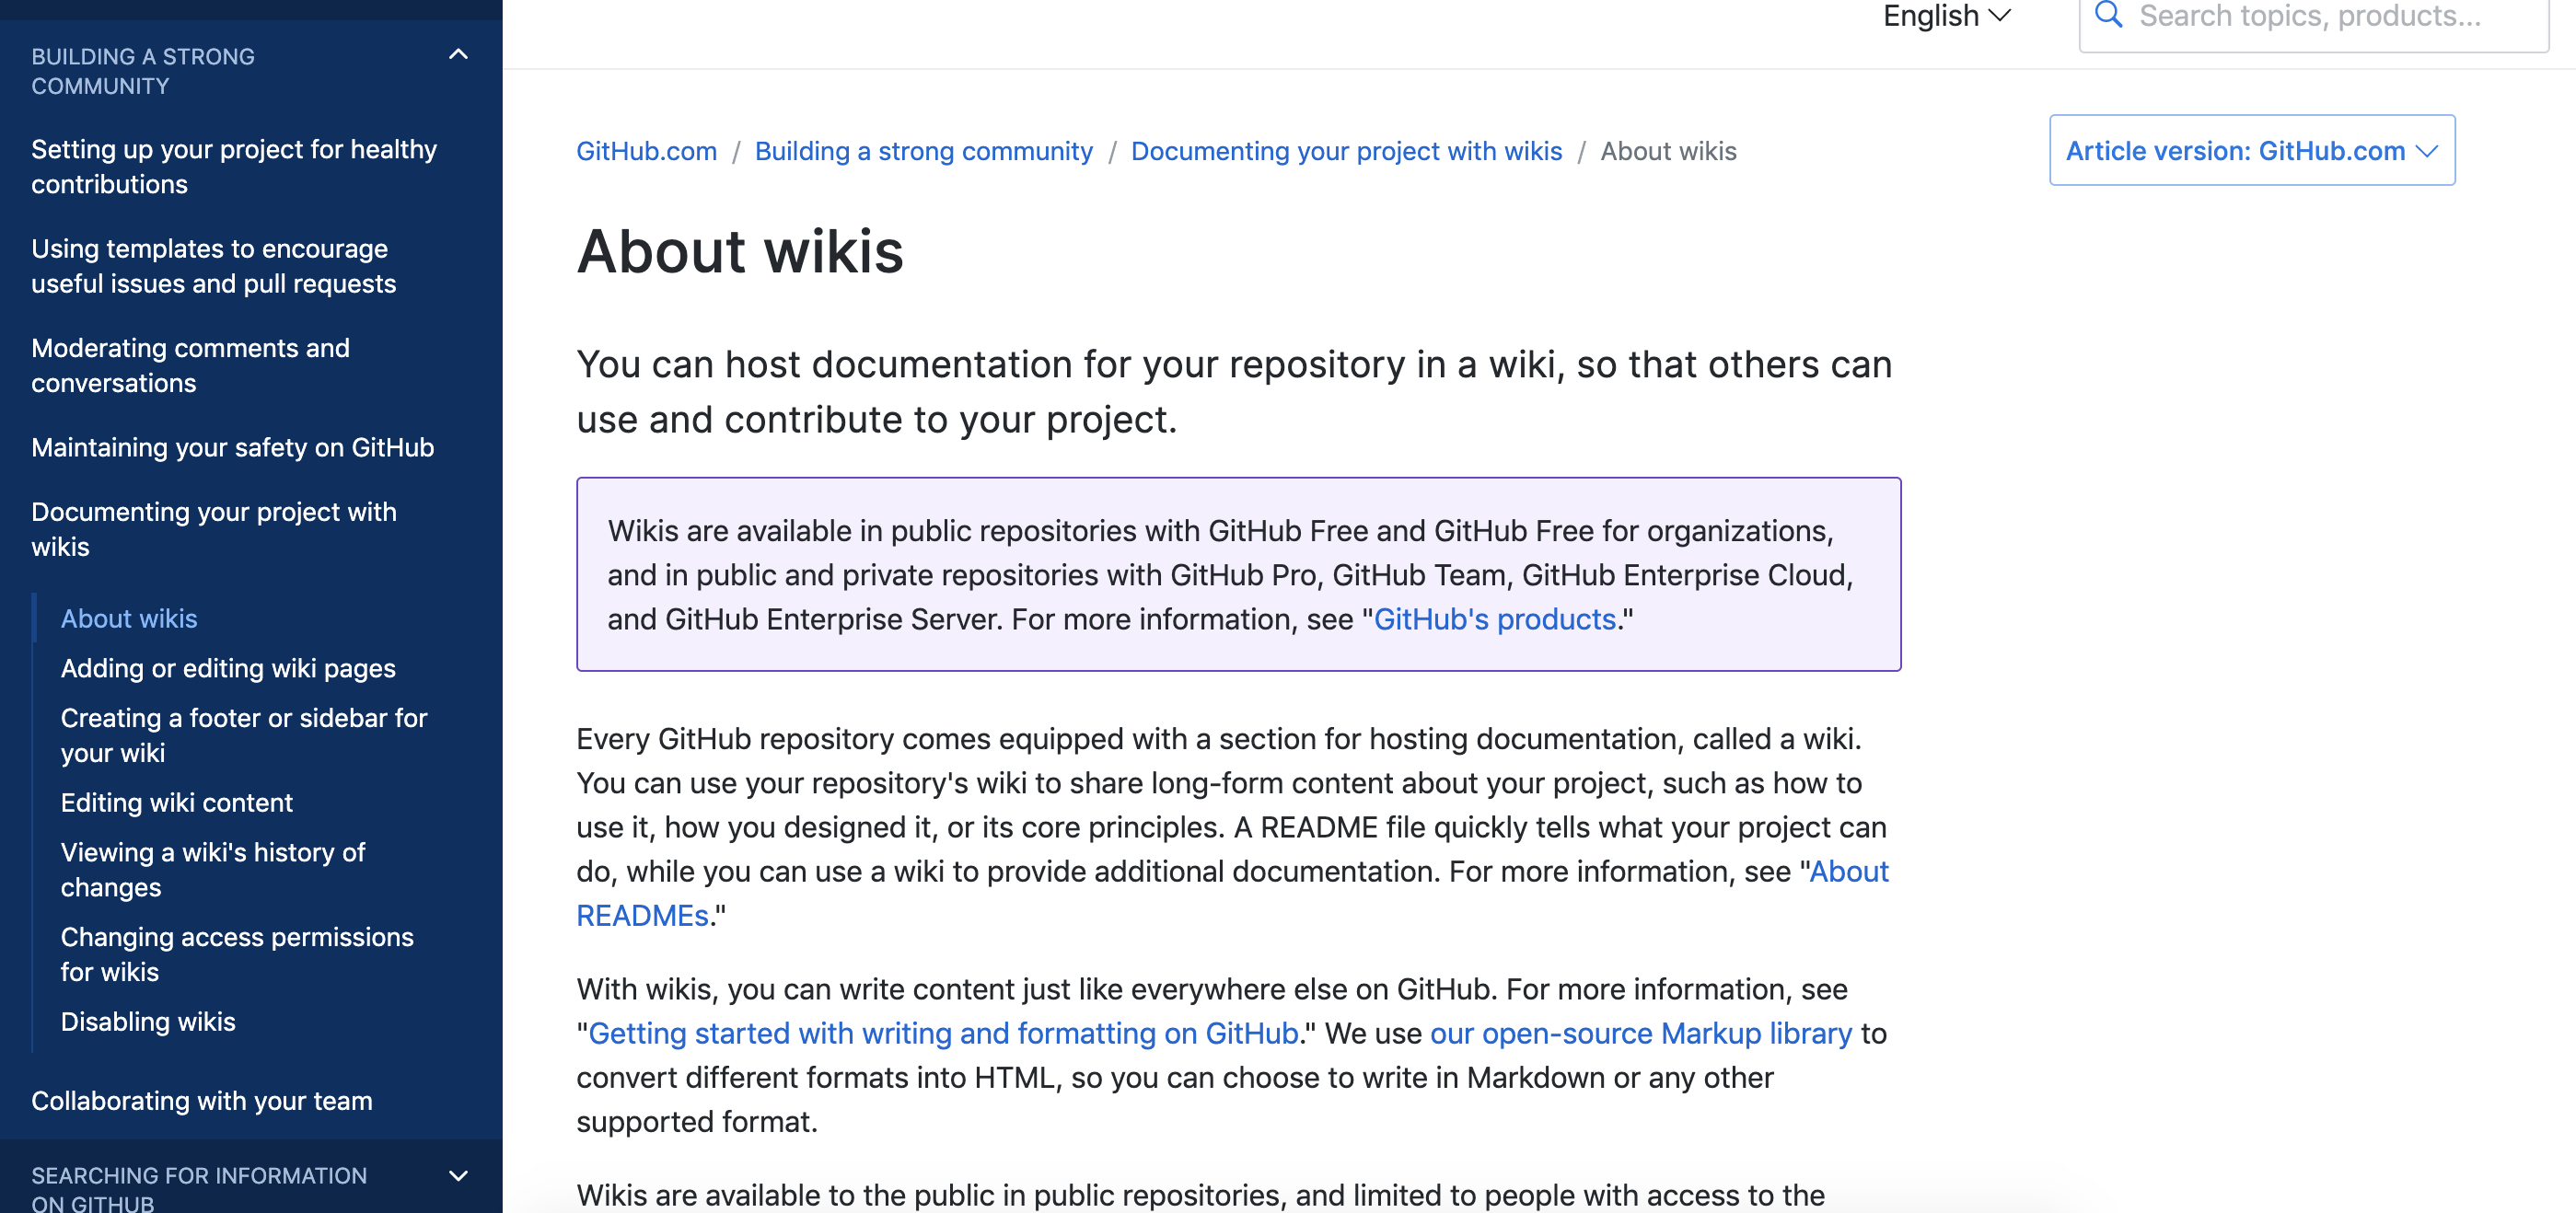 BUILDING A STRONG
COMMUNITY
Setting up your project for healthy
contributions
Using templates to encourage
useful issues and pull requests
Moderating comments and
conversations
Maintaining your safety on GitHub
Documenting your project with
wikis
About wikis
Adding or editing wiki pages
Creating a footer or sidebar for
your wiki
Editing wiki content
Viewing a wiki's history of
changes
Changing access permissions
for wikis
Disabling wikis
Collaborating with your team
SEARCHING FOR INFORMATION
ON GITHUB
English
Search topics, products...
GitHub.com / Building a strong community / Documenting your project with wikis / About wikis
Article version: GitHub.com
About wikis
You can host documentation for your repository in a wiki, so that others can
use and contribute to your project.
Wikis are available in public repositories with GitHub Free and GitHub Free for organizations,
and in public and private repositories with GitHub Pro, GitHub Team, GitHub Enterprise Cloud,
and GitHub Enterprise Server. For more information, see "GitHub's products."
Every GitHub repository comes equipped with a section for hosting documentation, called a wiki.
You can use your repository's wiki to share long-form content about your project, such as how to
use it, how you designed it, or its core principles. A README file quickly tells what your project can
do, while you can use a wiki to provide additional documentation. For more information, see "About
READMEs."
With wikis, you can write content just like everywhere else on GitHub. For more information, see
"Getting started with writing and formatting on GitHub." We use our open-source Markup library to
convert different formats into HTML, so you can choose to write in Markdown or any other
supported format.
Wikis are available to the public in public repositories, and limited to people with access to the